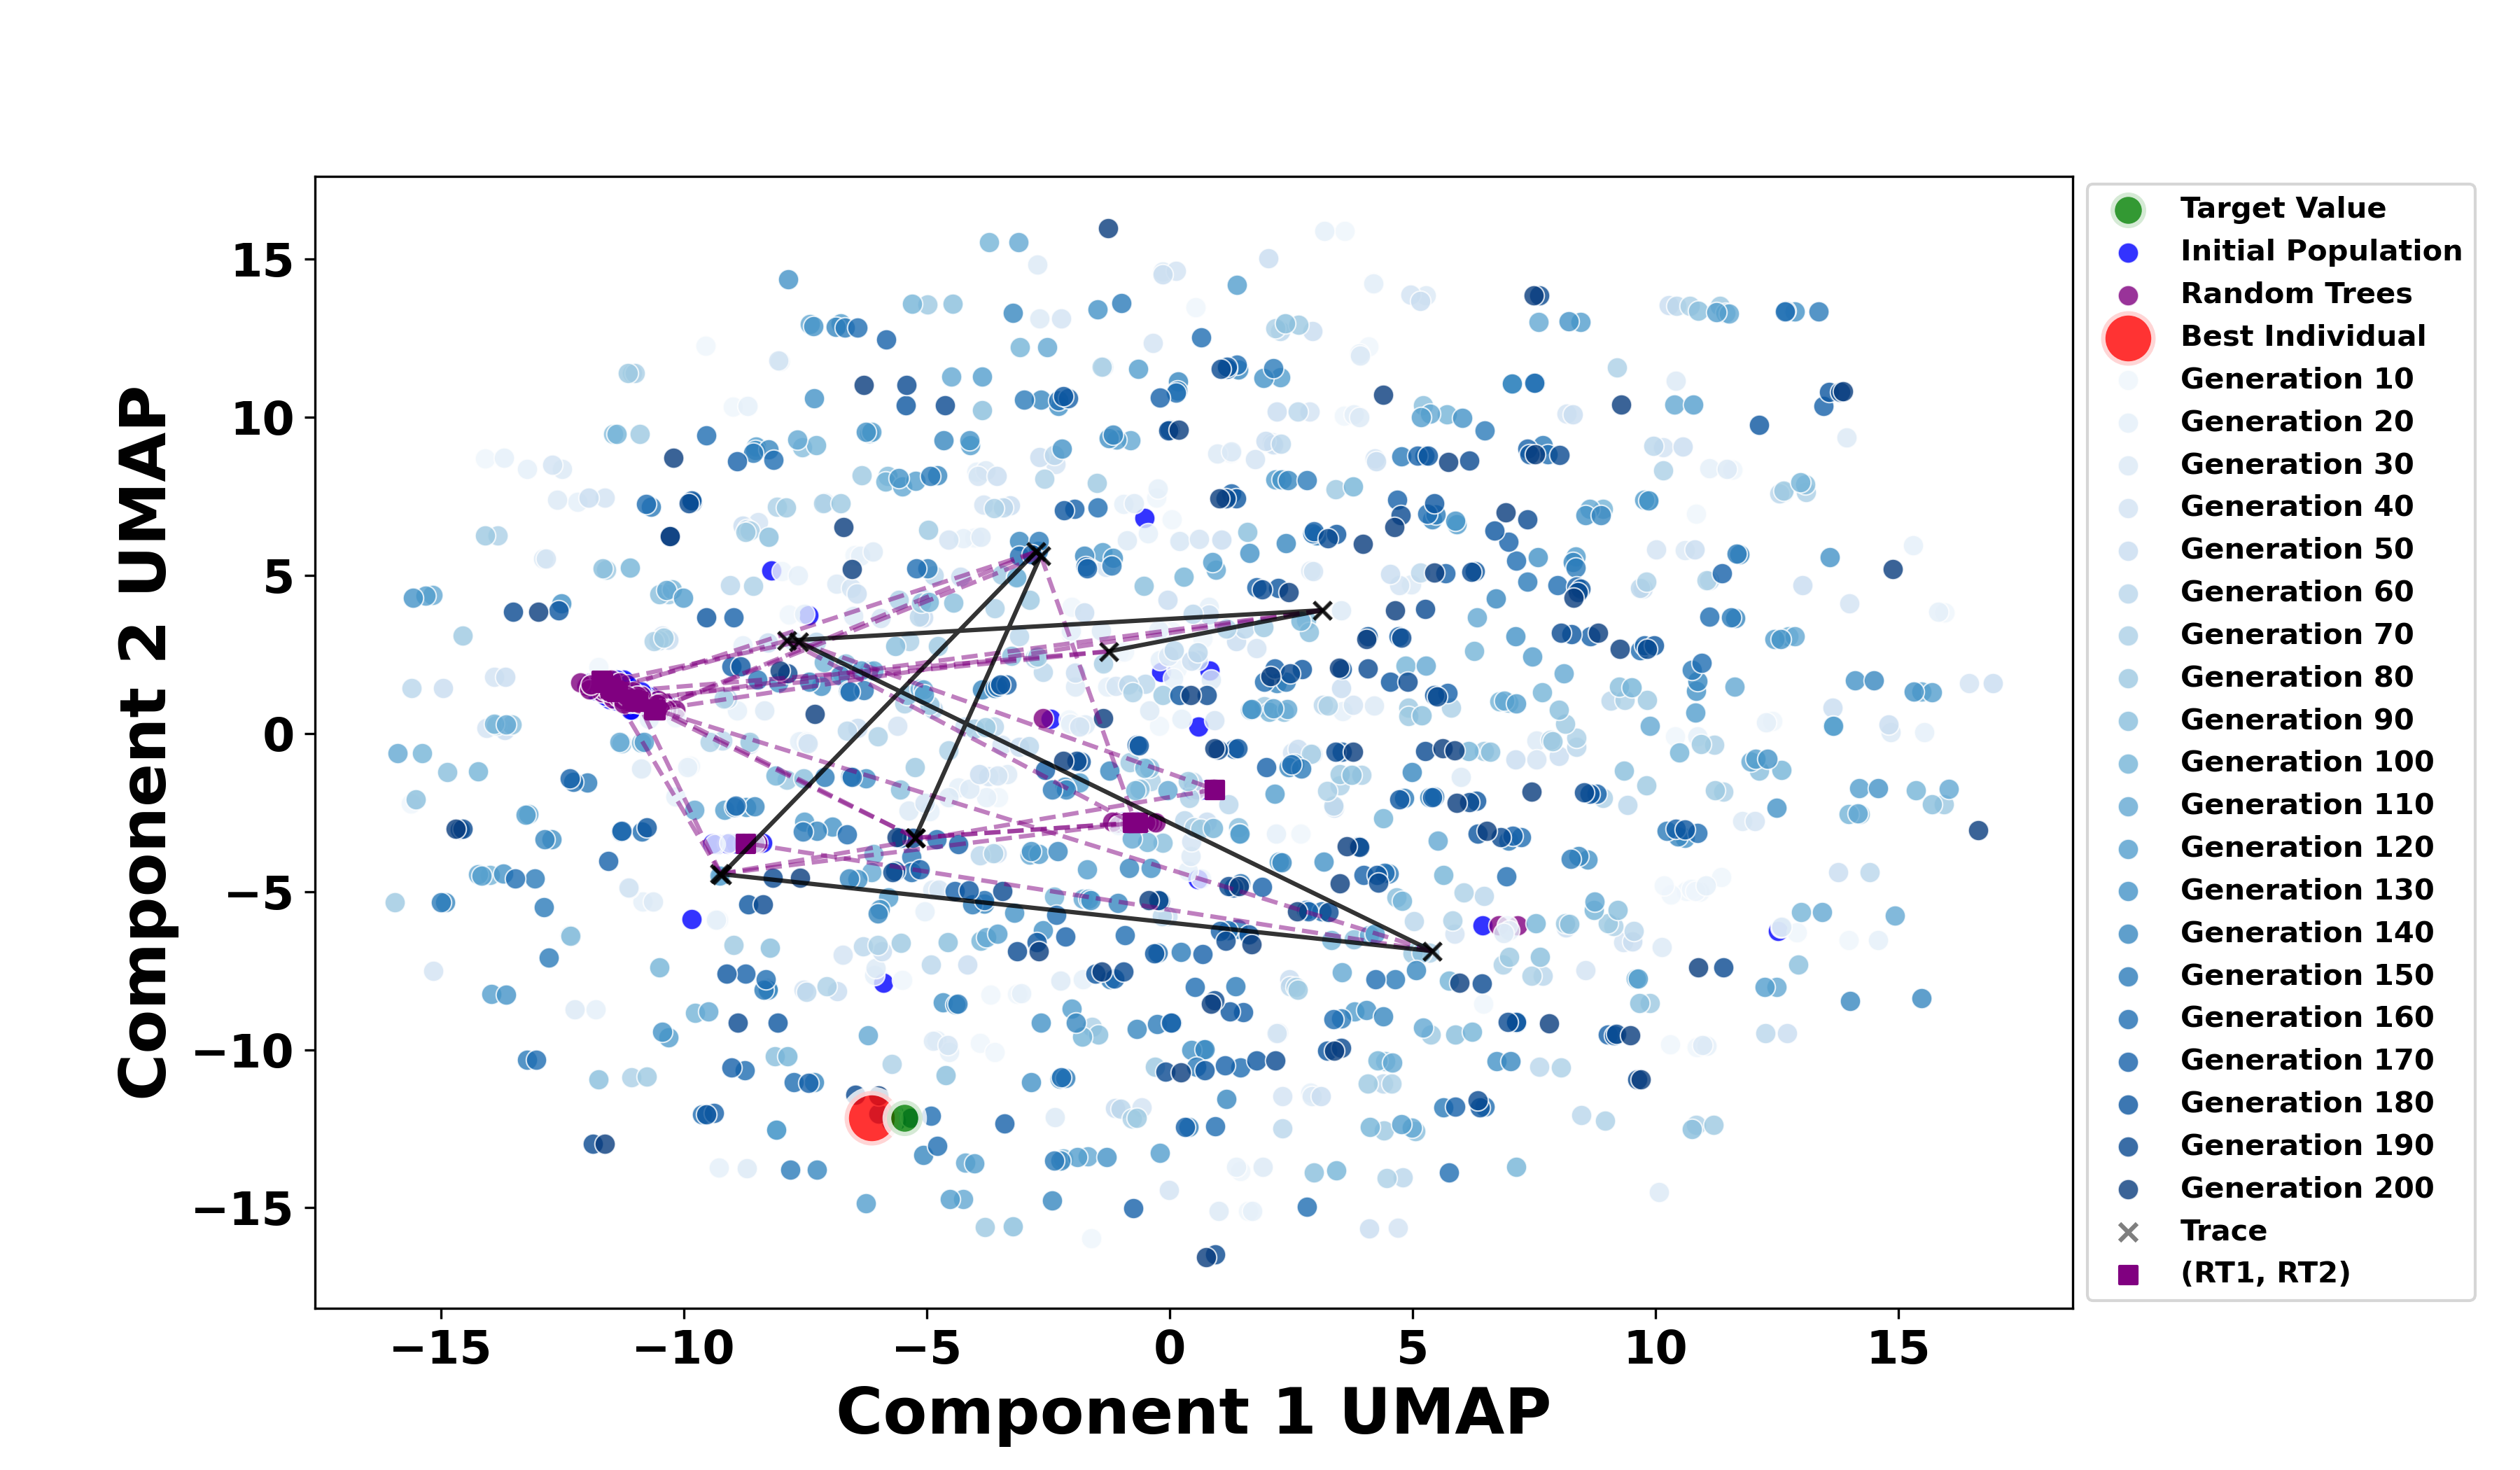 15
10
5
0
−5
−10
−15
Component 2 UMAP
−15 −10 −5 0 5 10 15
Component 1 UMAP
Target Value
Initial Population
Random Trees
Best Individual
Generation 10
Generation 20
Generation 30
Generation 40
Generation 50
Generation 60
Generation 70
Generation 80
Generation 90
Generation 100
Generation 110
Generation 120
Generation 130
Generation 140
Generation 150
Generation 160
Generation 170
Generation 180
Generation 190
Generation 200
Trace
(RT1, RT2)